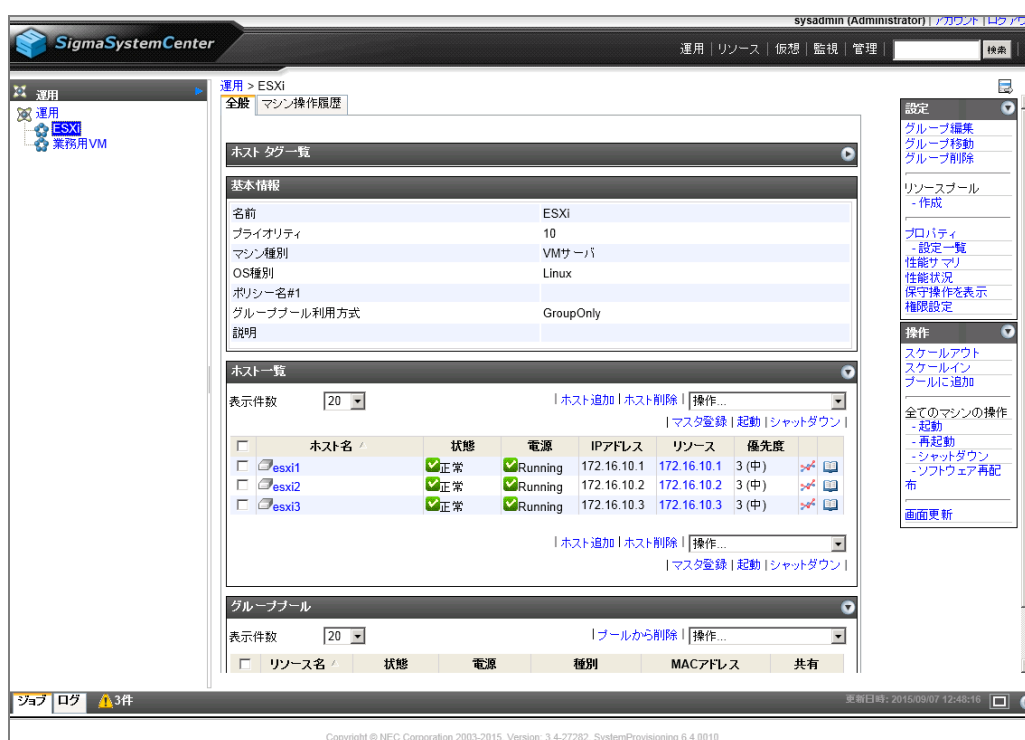 sysadmin (Administrator) | アカウント | ログアウ
SigmaSystemCenter
運用 | リソース | 仮想 | 監視 | 管理 | 検索
運用
運用
ESXi
業務用VM
運用 > ESXi
全般 マシン操作履歴
ホスト タグ一覧
基本情報
名前 ESXi
プライオリティ 10
マシン種別 VMサーバ
OS種別 Linux
ポリシー名#1
グループプール利用方式 GroupOnly
説明
ホスト一覧
表示件数 20 | ホスト追加 | ホスト削除 | 操作...
| マスタ登録 | 起動 | シャットダウン |
ホスト名 状態 電源 IPアドレス リソース 優先度
esxi1 正常 Running 172.16.10.1 172.16.10.1 3 (中)
esxi2 正常 Running 172.16.10.2 172.16.10.2 3 (中)
esxi3 正常 Running 172.16.10.3 172.16.10.3 3 (中)
| ホスト追加 | ホスト削除 | 操作...
| マスタ登録 | 起動 | シャットダウン |
グループプール
表示件数 20 | プールから削除 | 操作...
リソース名 状態 電源 種別 MACアドレス 共有
設定
グループ編集
グループ移動
グループ削除
リソースプール
- 作成
プロパティ
- 設定一覧
性能サマリ
性能状況
保守操作を表示
権限設定
操作
スケールアウト
スケールイン
プールに追加
全てのマシンの操作
- 起動
- 再起動
- シャットダウン
- ソフトウェア再配
布
画面更新
ジョブ ログ 3件
更新日時: 2015/09/07 12:48:16
Copyright © NEC Corporation 2003-2015. Version: 3.4-27282, SystemProvisioning 6.4.0010